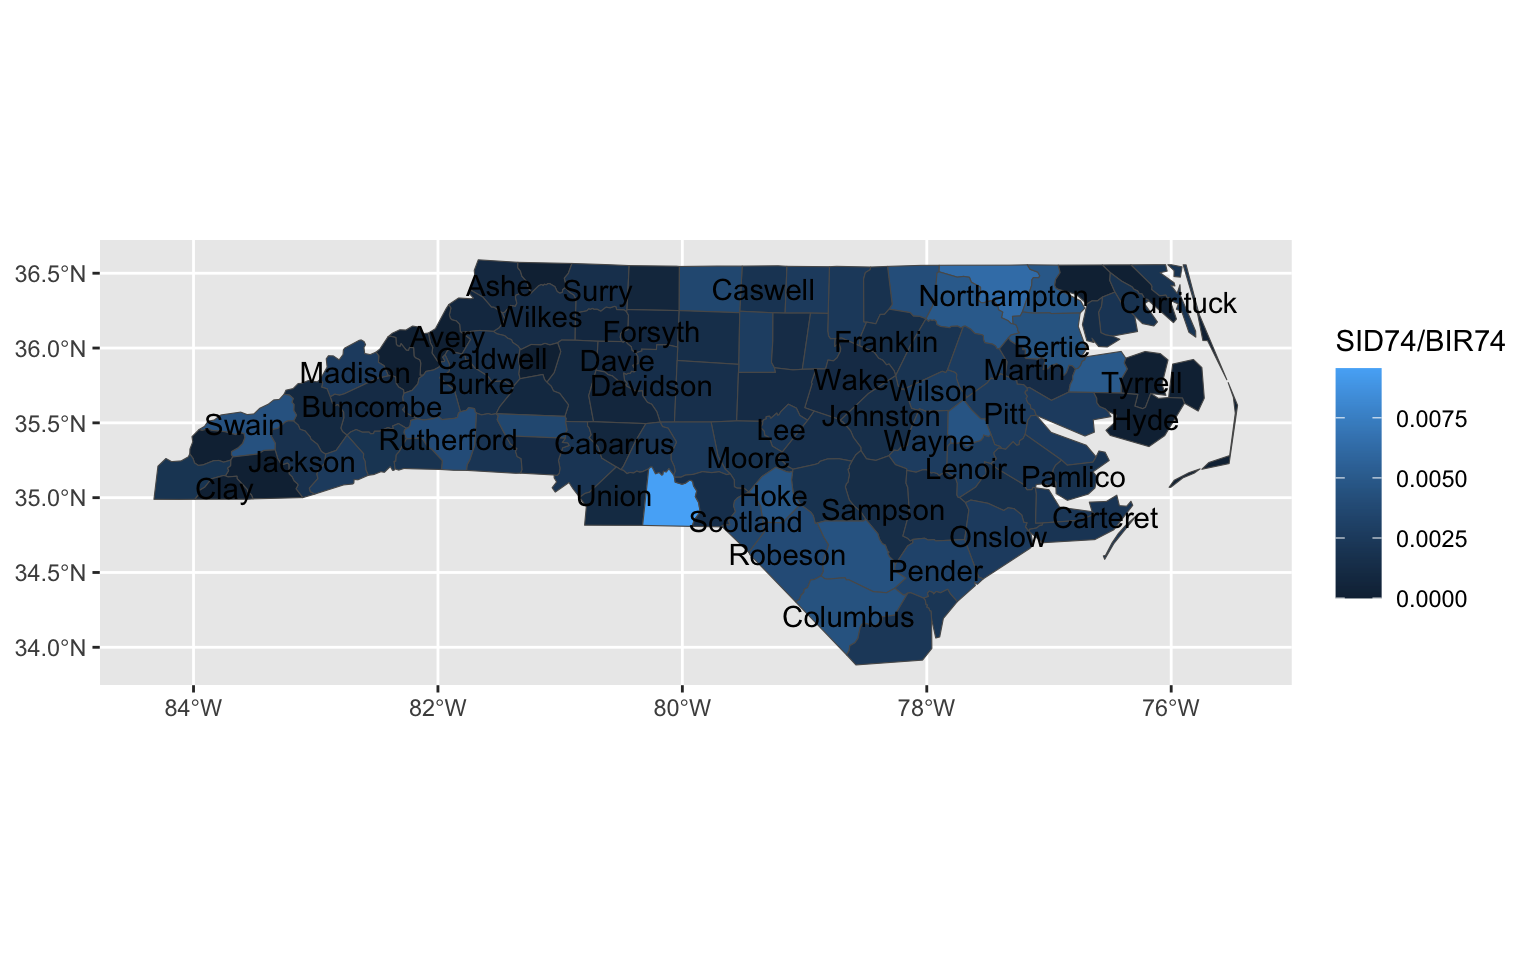 36.5°N
36.0°N
35.5°N
35.0°N
34.5°N
34.0°N
84°W
82°W
80°W
78°W
76°W
Ashe
Surry
Caswell
Northampton
Currituck
Wilkes
Avery
Forsyth
Franklin
Bertie
Caldwell
Davie
Madison
Burke
Davidson
Wake
Wilson
Martin
Tyrrell
Buncombe
Johnston
Pitt
Hyde
Swain
Rutherford
Cabarrus
Lee
Wayne
Jackson
Moore
Lenoir
Pamlico
Clay
Union
Hoke
Scotland
Sampson
Carteret
Robeson
Onslow
Pender
Columbus
SID74/BIR74
0.0075
0.0050
0.0025
0.0000